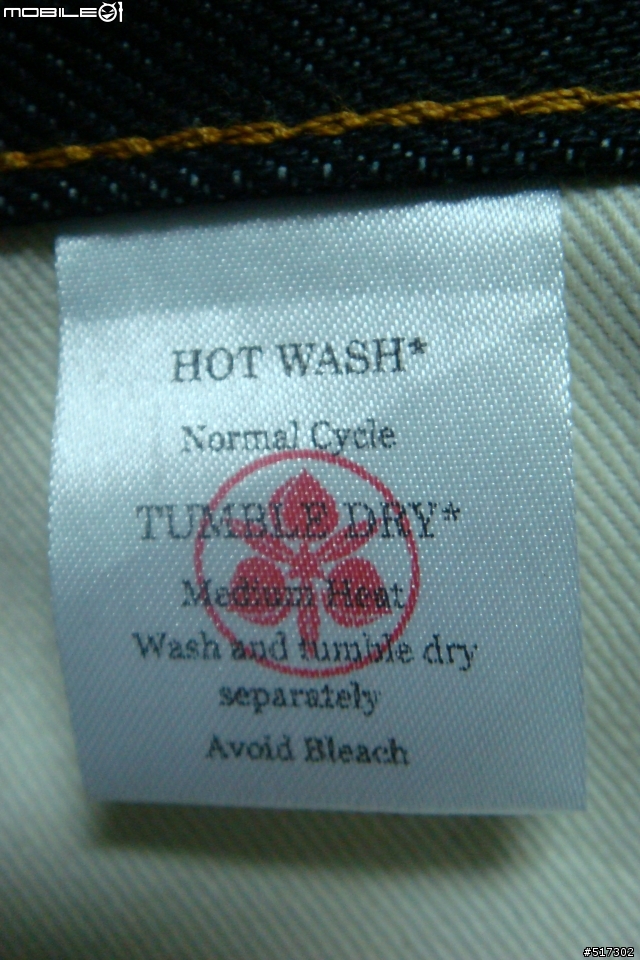 MOBILE01
HOT WASH*
Normal Cycle
TUMBLE DRY*
Medium Heat
Wash and tumble dry
separately
Avoid Bleach
#517302